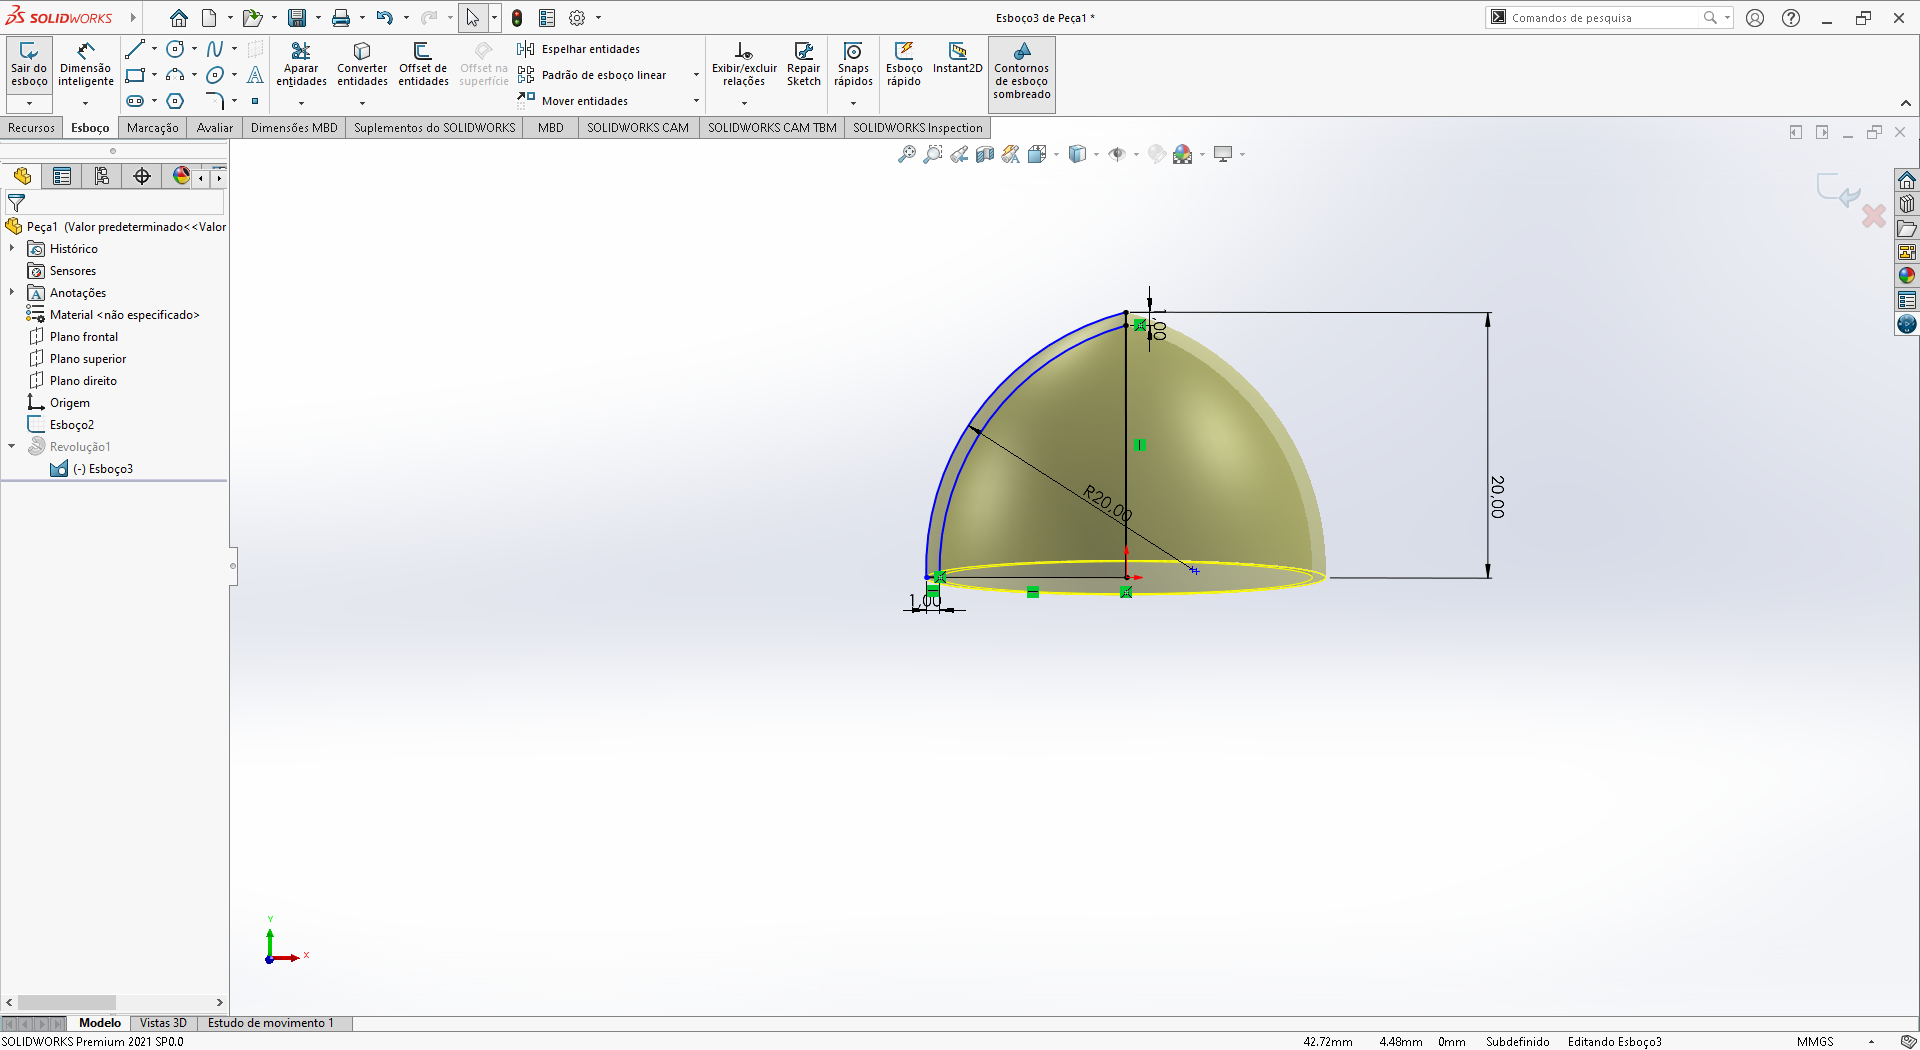 SOLIDWORKS
Esboço3 de Peça1 *
Comandos de pesquisa
Sair do esboço
Dimensão inteligente
Aparar entidades
Converter entidades
Offset de entidades
Offset na superfície
Espelhar entidades
Padrão de esboço linear
Mover entidades
Exibir/excluir relações
Repair Sketch
Snaps rápidos
Esboço rápido
Instant2D
Contornos de esboço sombreado
Recursos
Esboço
Marcação
Avaliar
Dimensões MBD
Suplementos do SOLIDWORKS
MBD
SOLIDWORKS CAM
SOLIDWORKS CAM TBM
SOLIDWORKS Inspection
Peça1 (Valor predeterminado<<Valor
Histórico
Sensores
Anotações
Material <não especificado>
Plano frontal
Plano superior
Plano direito
Origem
Esboço2
Revolução1
(-) Esboço3
1,00
R20,00
20,00
1,00
Y
X
Modelo
Vistas 3D
Estudo de movimento 1
SOLIDWORKS Premium 2021 SP0.0
42.72mm
4.48mm
0mm
Subdefinido
Editando Esboço3
MMGS